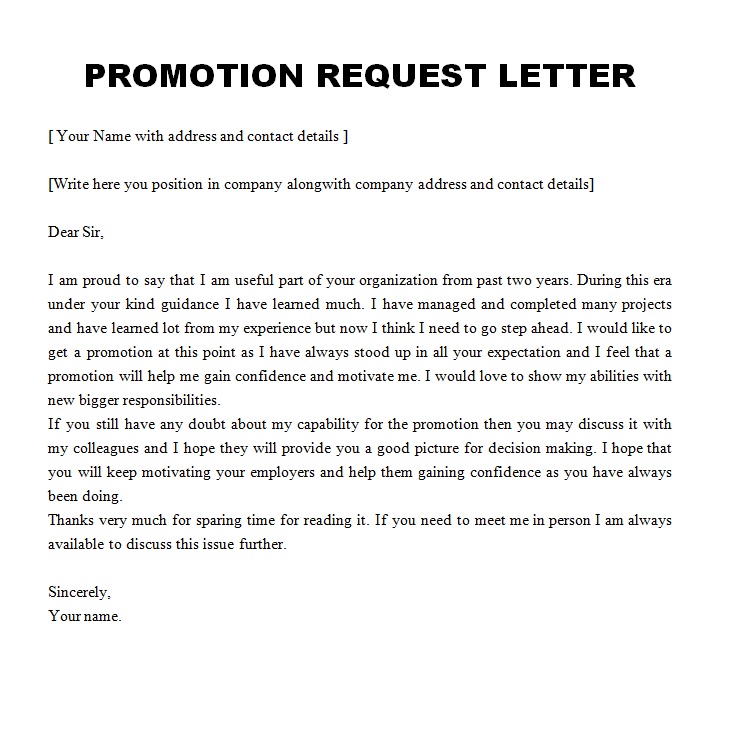 PROMOTION REQUEST LETTER
[ Your Name with address and contact details ]
[Write here you position in company alongwith company address and contact details]
Dear Sir,
I am proud to say that I am useful part of your organization from past two years. During this era
under your kind guidance I have learned much. I have managed and completed many projects
and have learned lot from my experience but now I think I need to go step ahead. I would like to
get a promotion at this point as I have always stood up in all your expectation and I feel that a
promotion will help me gain confidence and motivate me. I would love to show my abilities with
new bigger responsibilities.
If you still have any doubt about my capability for the promotion then you may discuss it with
my colleagues and I hope they will provide you a good picture for decision making. I hope that
you will keep motivating your employers and help them gaining confidence as you have always
been doing.
Thanks very much for sparing time for reading it. If you need to meet me in person I am always
available to discuss this issue further.
Sincerely,
Your name.